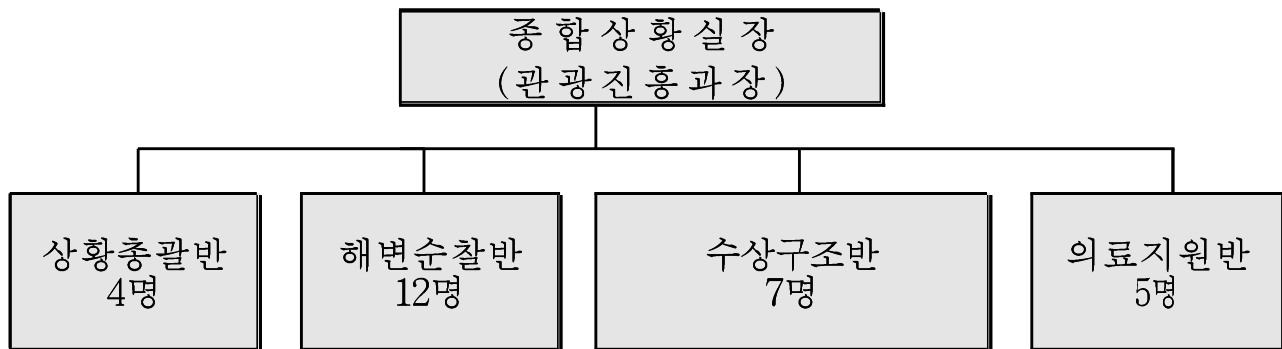 종합상황실장
(관광진흥과장)
상황총괄반
4명
해변순찰반
12명
수상구조반
7명
의료지원반
5명